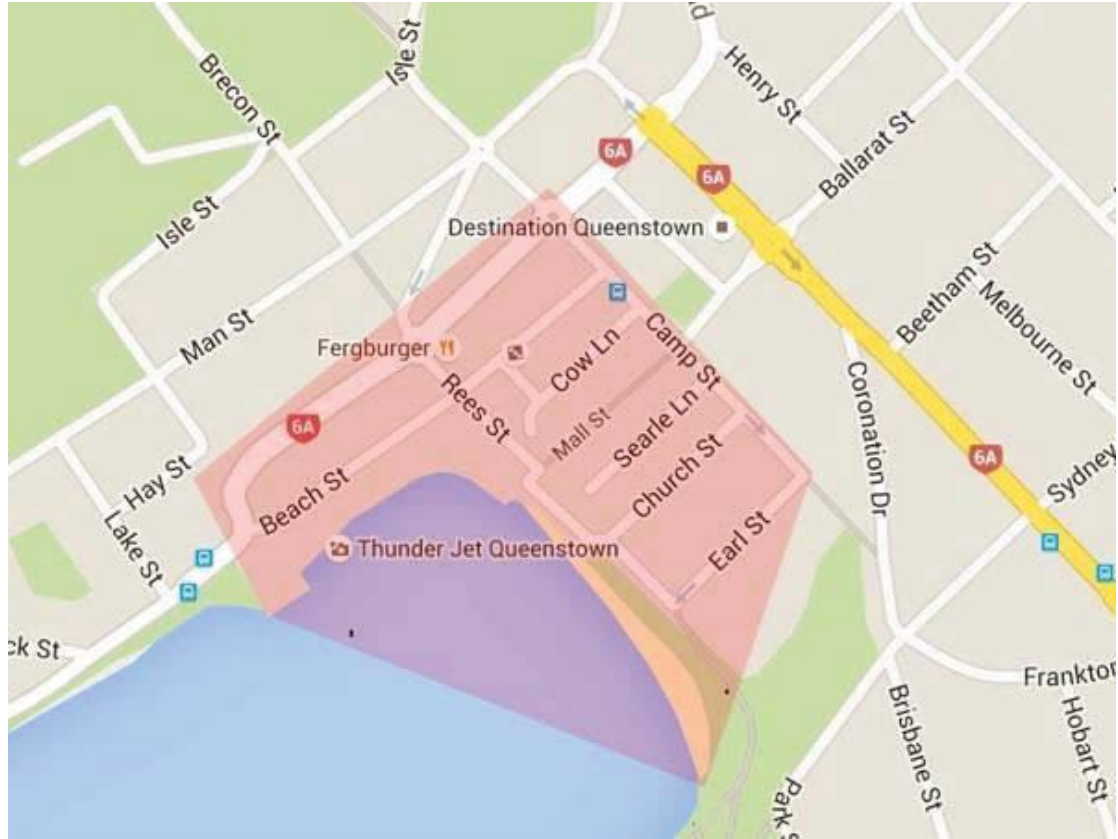 Isle St
Brecon St
Henry St
6A
6A
Ballarat St
Isle St
Destination Queenstown
Beetham St
Melbourne St
Man St
Fergburger
Cow Ln
Camp St
Rees St
Mall St
Searle Ln
Coronation Dr
6A
Church St
6A
Sydney
Hay St
Beach St
Lake St
Thunder Jet Queenstown
Earl St
ck St
Frankton
Brisbane St
Hobart St
Park S